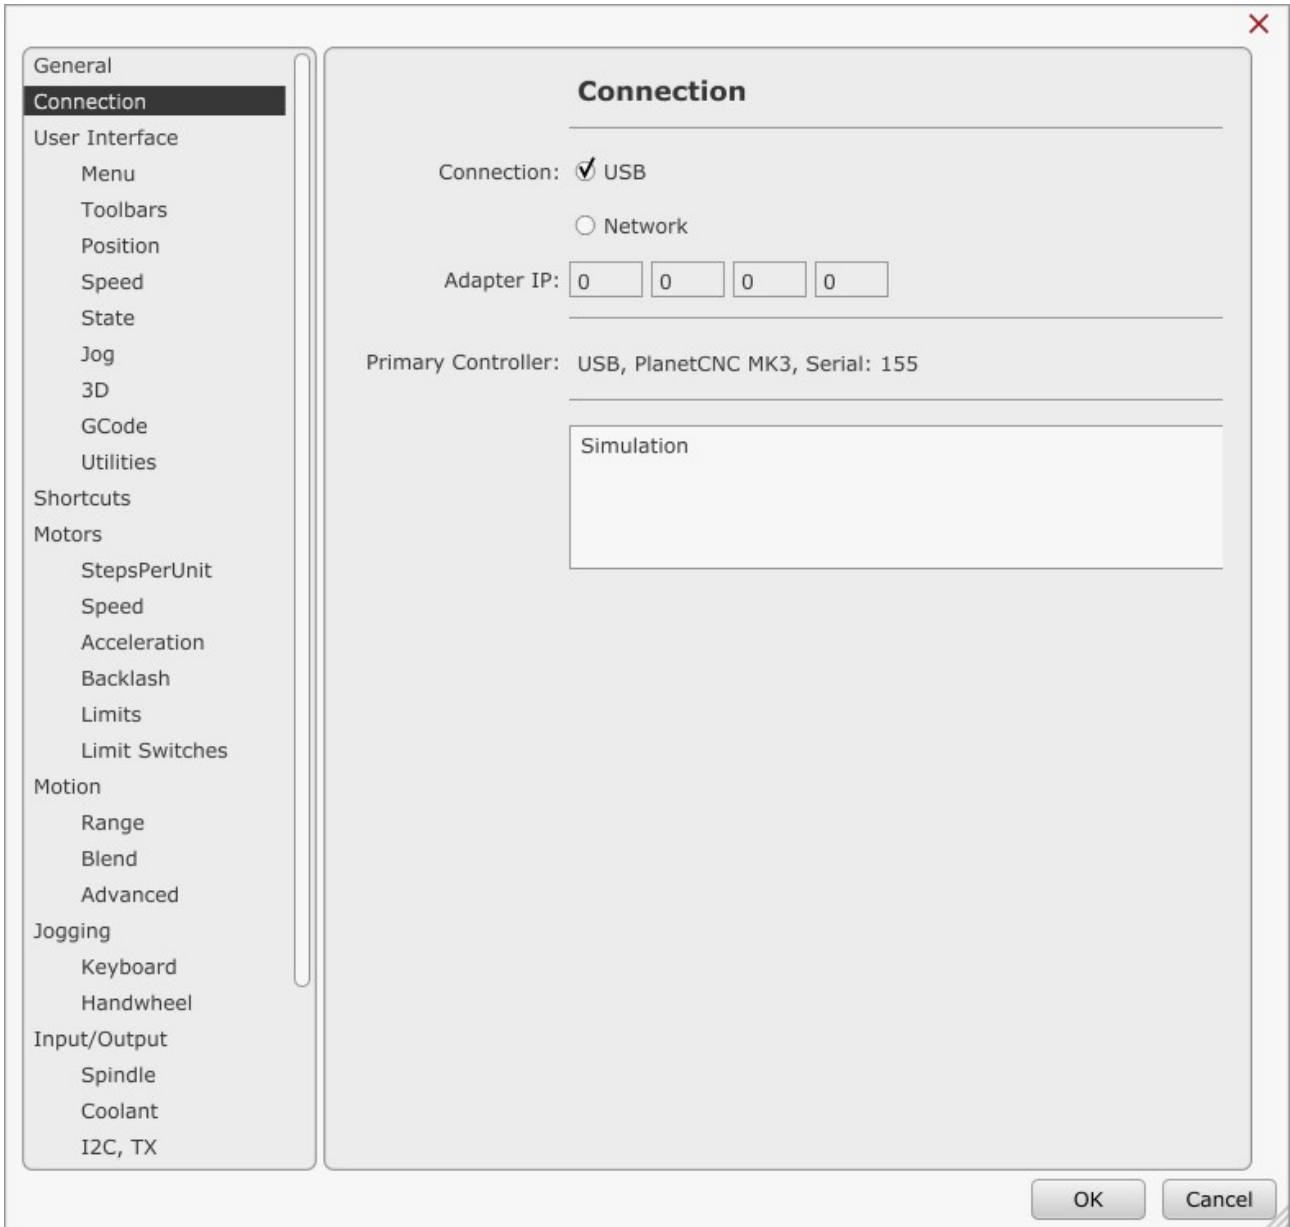 General
Connection
User Interface
Menu
Toolbars
Position
Speed
State
Jog
3D
GCode
Utilities
Shortcuts
Motors
StepsPerUnit
Speed
Acceleration
Backlash
Limits
Limit Switches
Motion
Range
Blend
Advanced
Jogging
Keyboard
Handwheel
Input/Output
Spindle
Coolant
I2C, TX
Connection
Connection: USB
Network
Adapter IP: 0 0 0 0
Primary Controller: USB, PlanetCNC MK3, Serial: 155
Simulation
OK Cancel